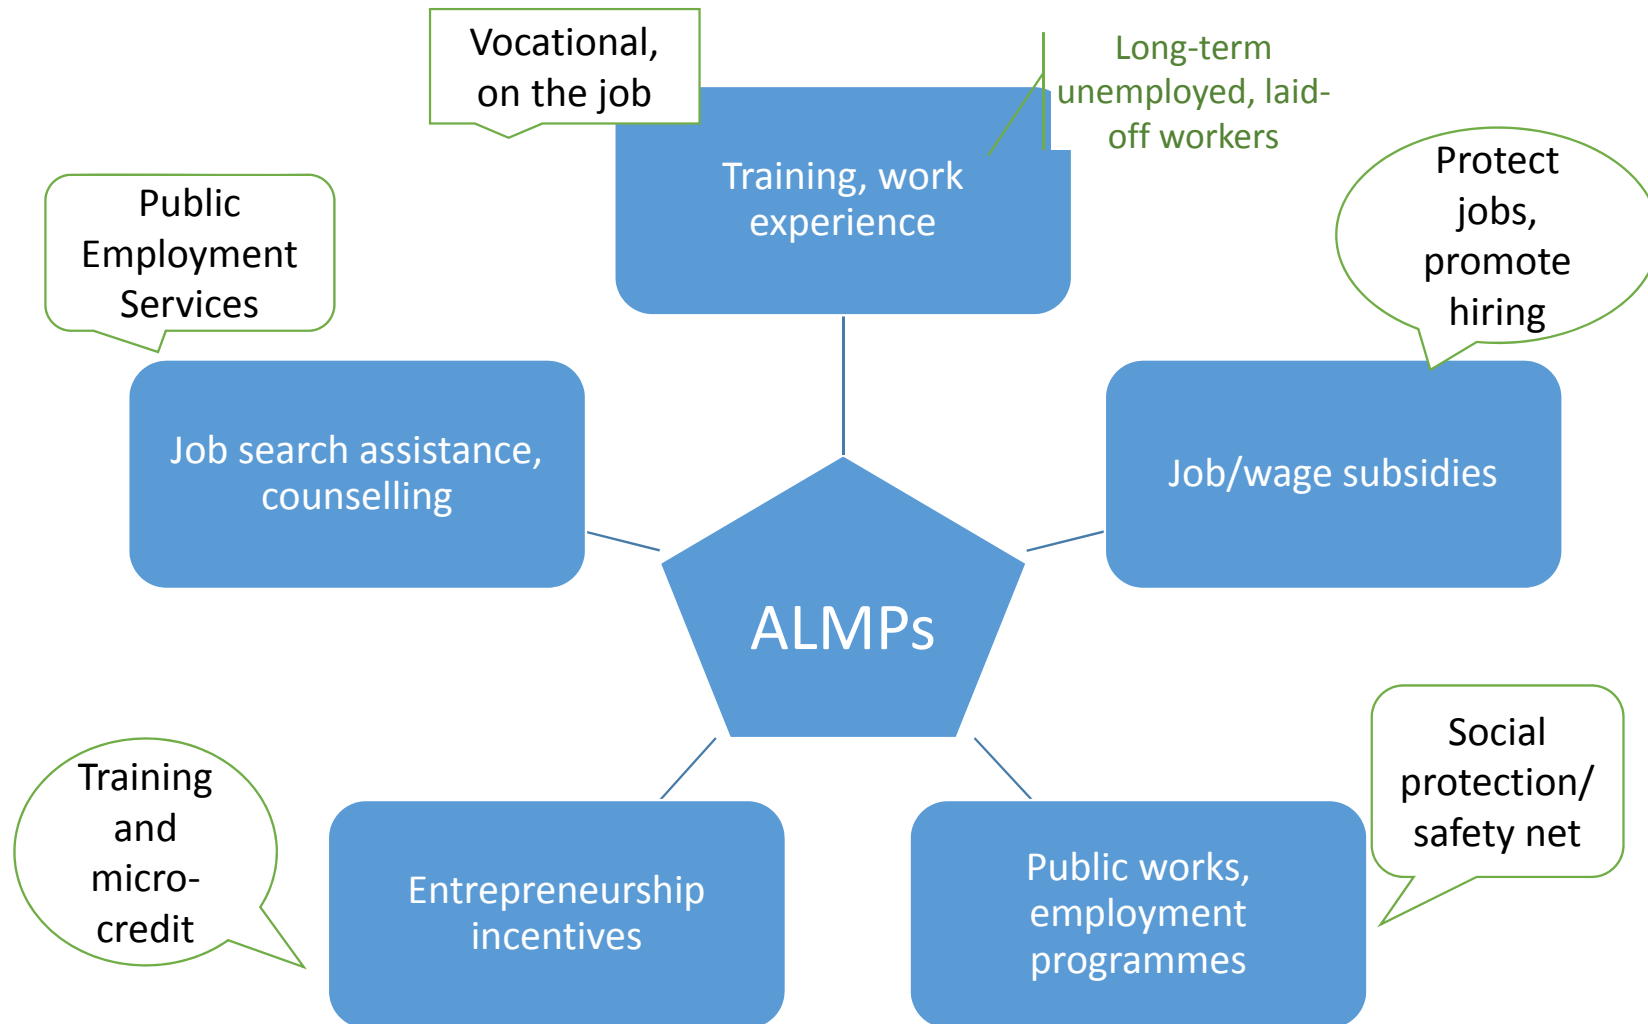 Vocational,
on the job
Long-term
unemployed, laid-
off workers
Training, work
experience
Public
Employment
Services
Protect
jobs,
promote
hiring
Job search assistance,
counselling
Job/wage subsidies
ALMPs
Training
and
micro-
credit
Entrepreneurship
incentives
Public works,
employment
programmes
Social
protection/
safety net